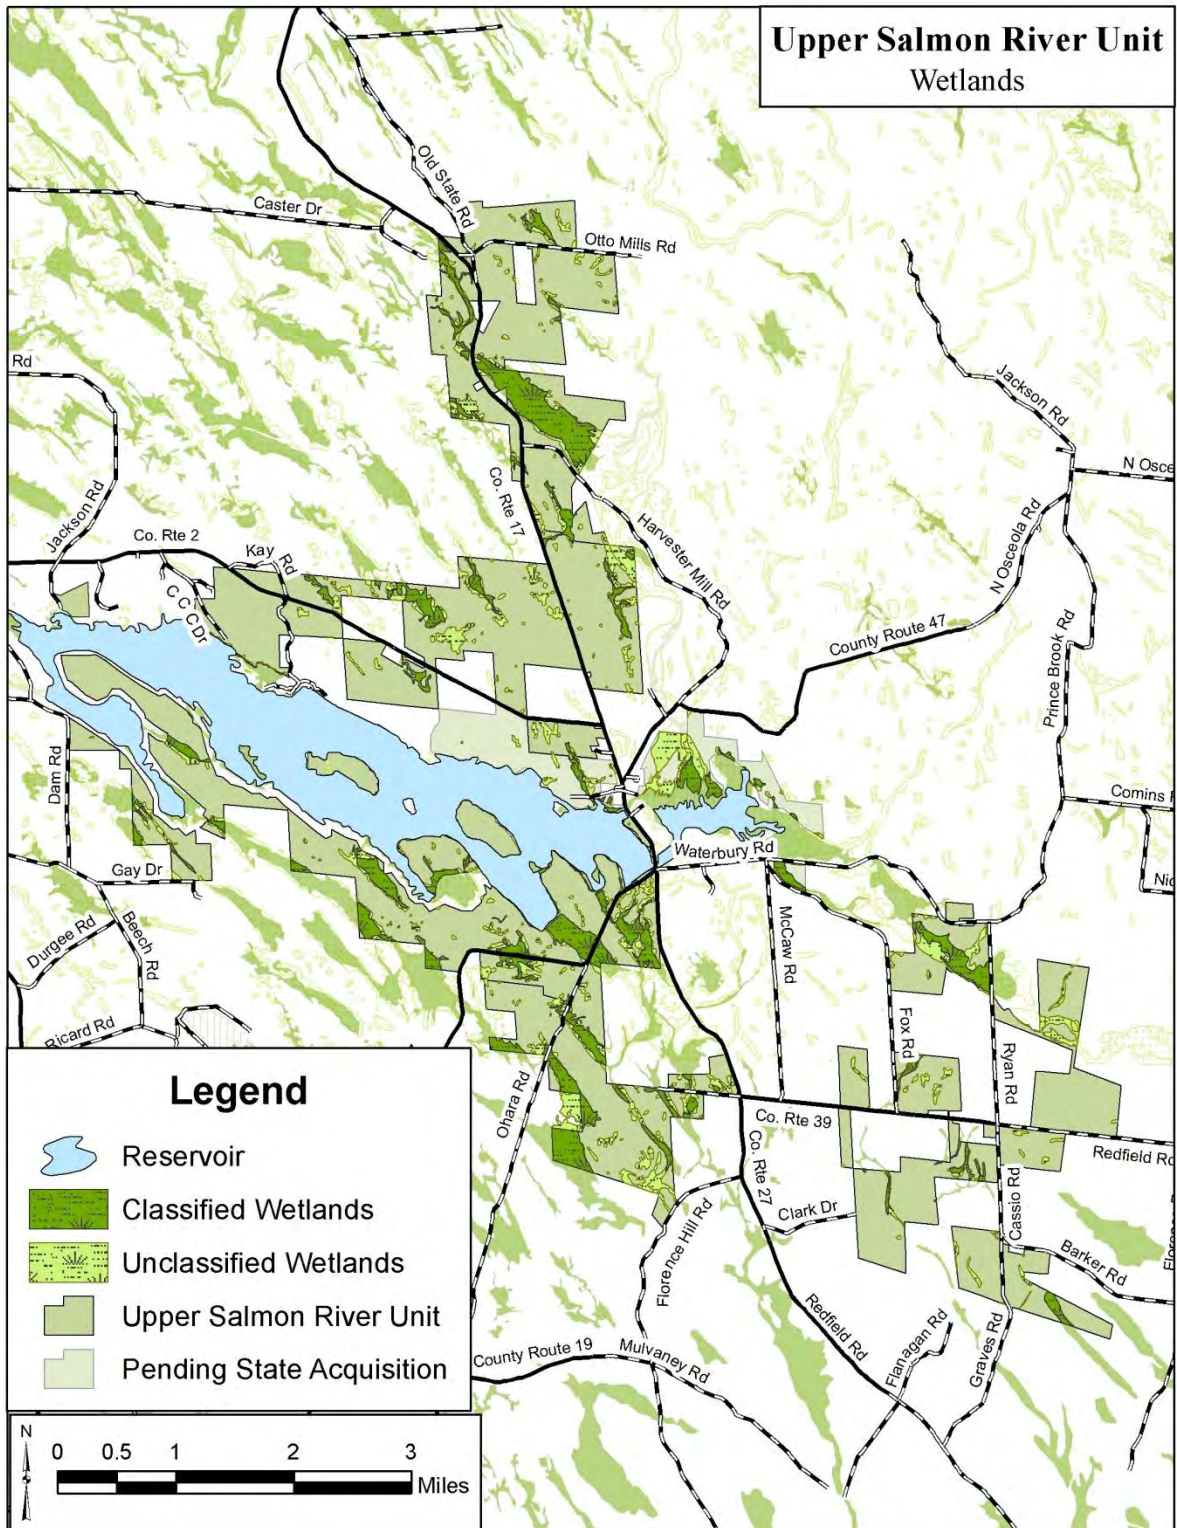 Upper Salmon River Unit
Wetlands
Old State Rd
Caster Dr
Otto Mills Rd
Rd
Jackson Rd
N Osce
Jackson Rd
Co. Rte 17
N Osceola Rd
Co. Rte 2
Kay Rd
Harvester Mill Rd
C C C Dr
County Route 47
Prince Brook Rd
Dam Rd
Comins
Waterbury Rd
Gay Dr
McCaw Rd
Beech Rd
Durgee Rd
Fox Rd
Ricard Rd
Ryan Rd
Ohara Rd
Co. Rte 39
Redfield Rd
Co. Rte 27
Cassio Rd
Clark Dr
Florence Hill Rd
Barker Rd
Redfield Rd
Flanagan Rd
Graves Rd
County Route 19
Mulvaney Rd
Legend
Reservoir
Classified Wetlands
Unclassified Wetlands
Upper Salmon River Unit
Pending State Acquisition
N
0 0.5 1 2 3
Miles